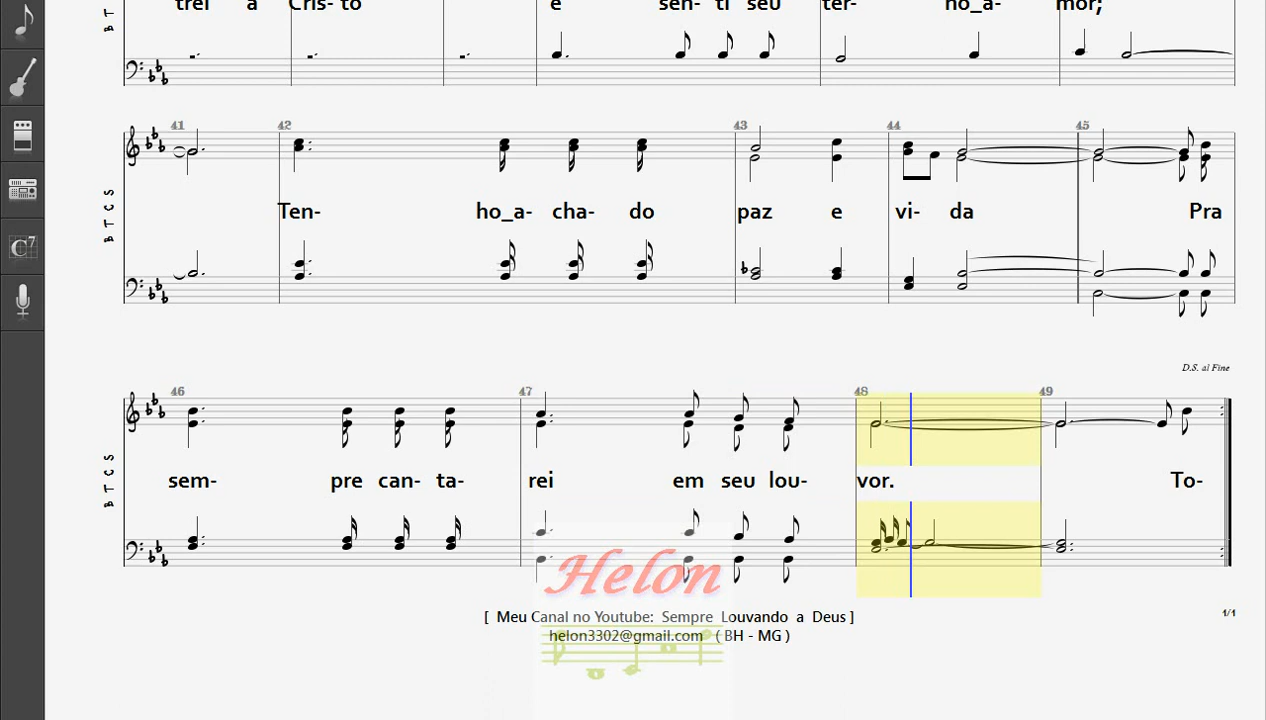 trei a Cris- to e sen- ti seu ter- no_a- mor;
B T
41 42 43 44 45
B T C S
Ten- ho_a- cha- do paz e vi- da Pra
C7
D.S. al Fine
46 47 48 49
B T C S
sem- pre can- ta- rei em seu lou- vor. To-
Helon
[ Meu Canal no Youtube: Sempre Louvando a Deus ]
1/1
helon3302@gmail.com ( BH - MG )